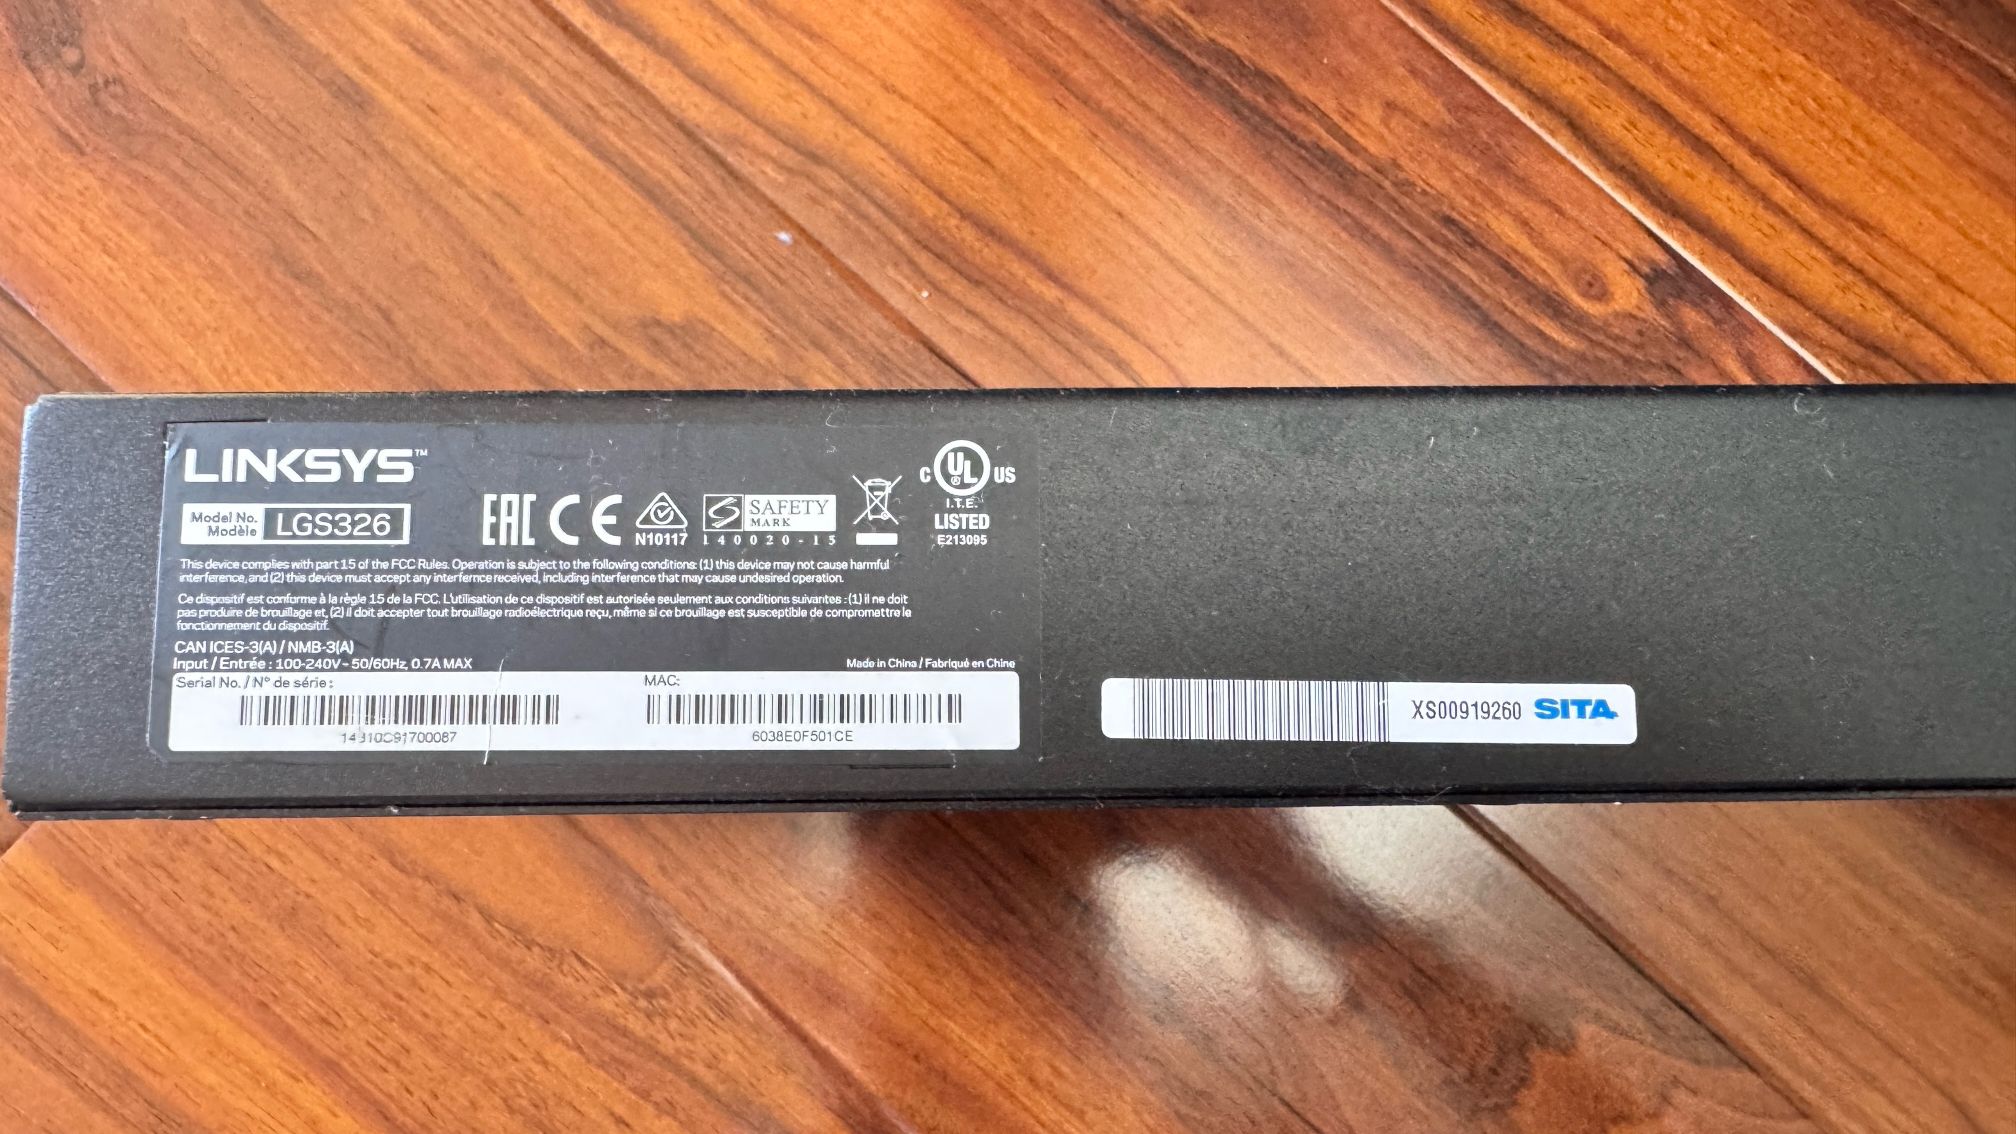 LINKSYS™
Model No.
Modèle
LGS326
EAC CE
N10117
SAFETY
MARK
140020-15
C UL US
I.T.E.
LISTED
E213095
This device complies with part 15 of the FCC Rules. Operation is subject to the following conditions: (1) this device may not cause harmful
interference, and (2) this device must accept any interfernce received, including interference that may cause undesired operation.
Ce dispositif est conforme à la règle 15 de la FCC. L'utilisation de ce dispositif est autorisée seulement aux conditions suivantes : (1) il ne doit
pas produire de brouillage et, (2) il doit accepter tout brouillage radioélectrique reçu, même si ce brouillage est susceptible de compromettre le
fonctionnement du dispositif.
CAN ICES-3(A) / NMB-3(A)
Input / Entrée : 100-240V ~ 50/60Hz, 0.7A MAX
Made in China / Fabriqué en Chine
Serial No. / N° de série :
MAC:
6038E0F501CE
XS00919260 SITA